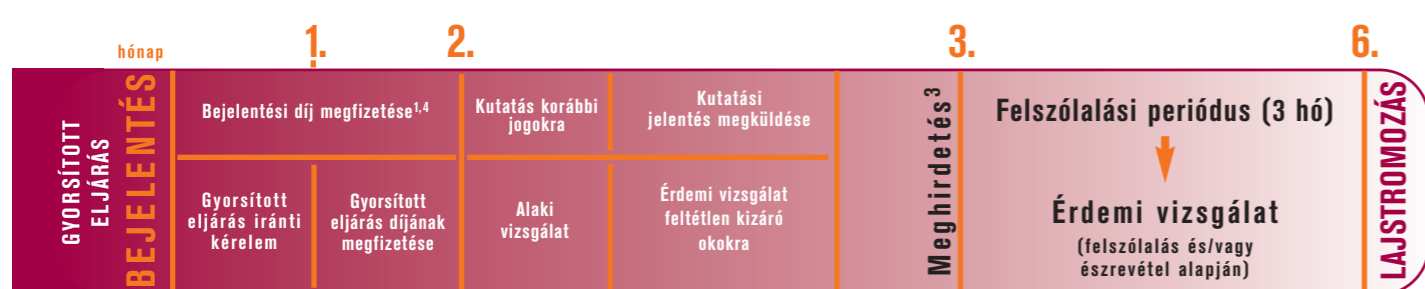 hónap
1.
2.
3.
6.
GYORSÍTOTT
ELJÁRÁS
BEJELENTÉS
Bejelentési díj megfizetése1,4
Gyorsított
eljárás iránti
kérelem
Gyorsított
eljárás díjának
megfizetése
Kutatás korábbi
jogokra
Alaki
vizsgálat
Kutatási
jelentés megküldése
Érdemi vizsgálat
feltétlen kizáró
okokra
Meghirdetés3
Felszólalási periódus (3 hó)
Érdemi vizsgálat
(felszólalás és/vagy
észrevétel alapján)
LAJSTROMOZÁS